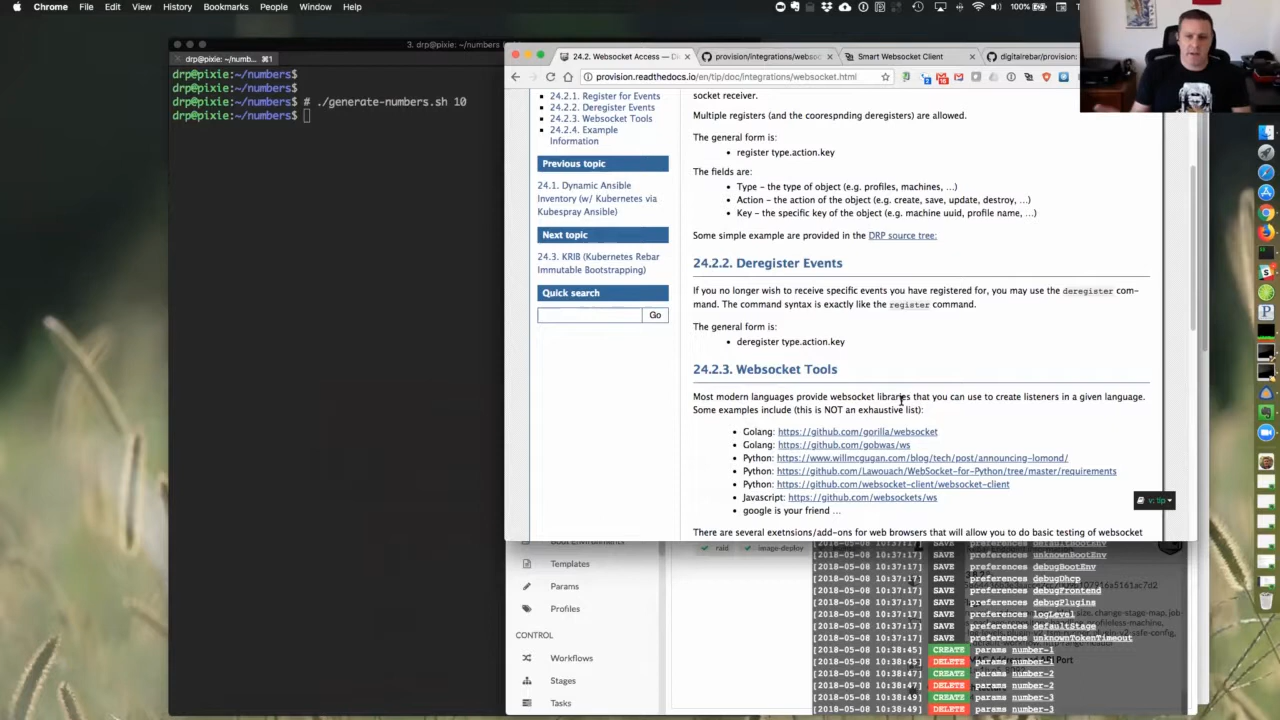 Chrome File Edit View History Bookmarks People Window Help
100%
3. drp@pixie: ~/numbers
drp@pixie: ~/numb... ⌘1
drp@pixie:~/numbers$
drp@pixie:~/numbers$
drp@pixie:~/numbers$ # ./generate-numbers.sh 10
drp@pixie:~/numbers$
24.2. Websocket Access — D
provision/integrations/websoc
Smart Websocket Client
digitalrebar/provision:
provision.readthedocs.io/en/tip/doc/integrations/websocket.html
24.2.1. Register for Events
24.2.2. Deregister Events
24.2.3. Websocket Tools
24.2.4. Example
Information
Previous topic
24.1. Dynamic Ansible
Inventory (w/ Kubernetes via
Kubespray Ansible)
Next topic
24.3. KRIB (Kubernetes Rebar
Immutable Bootstrapping)
Quick search
Go
socket receiver.
Multiple registers (and the coorespnding deregisters) are allowed.
The general form is:
• register type.action.key
The fields are:
• Type – the type of object (e.g. profiles, machines, …)
• Action – the action of the object (e.g. create, save, update, destroy, …)
• Key – the specific key of the object (e.g. machine uuid, profile name, …)
Some simple example are provided in the DRP source tree:
24.2.2. Deregister Events
If you no longer wish to receive specific events you have registered for, you may use the deregister com-
mand. The command syntax is exactly like the register command.
The general form is:
• deregister type.action.key
24.2.3. Websocket Tools
Most modern languages provide websocket libraries that you can use to create listeners in a given language.
Some examples include (this is NOT an exhaustive list):
• Golang: https://github.com/gorilla/websocket
• Golang: https://github.com/gobwas/ws
• Python: https://www.willmcgugan.com/blog/tech/post/announcing-lomond/
• Python: https://github.com/Lawouach/WebSocket-for-Python/tree/master/requirements
• Python: https://github.com/websocket-client/websocket-client
• Javascript: https://github.com/websockets/ws
• google is your friend …
v: tip
There are several exetnsions/add-ons for web browsers that will allow you to do basic testing of websocket
Boot Environments
Templates
Params
Profiles
CONTROL
Workflows
Stages
Tasks
raid
image-deploy
[2018-05-08 10:37:17] SAVE preferences defaultBootEnv
[2018-05-08 10:37:17] SAVE preferences unknownBootEnv
[2018-05-08 10:37:17] SAVE preferences debugBootEnv
[2018-05-08 10:37:17] SAVE preferences debugDhcp
[2018-05-08 10:37:17] SAVE preferences debugFrontend
[2018-05-08 10:37:17] SAVE preferences debugPlugins
[2018-05-08 10:37:17] SAVE preferences logLevel
[2018-05-08 10:37:17] SAVE preferences defaultStage
[2018-05-08 10:37:17] SAVE preferences unknownTokenTimeout
[2018-05-08 10:38:45] CREATE params number-1
[2018-05-08 10:38:45] DELETE params number-1
[2018-05-08 10:38:47] CREATE params number-2
[2018-05-08 10:38:47] DELETE params number-2
[2018-05-08 10:38:49] CREATE params number-3
[2018-05-08 10:38:49] DELETE params number-3